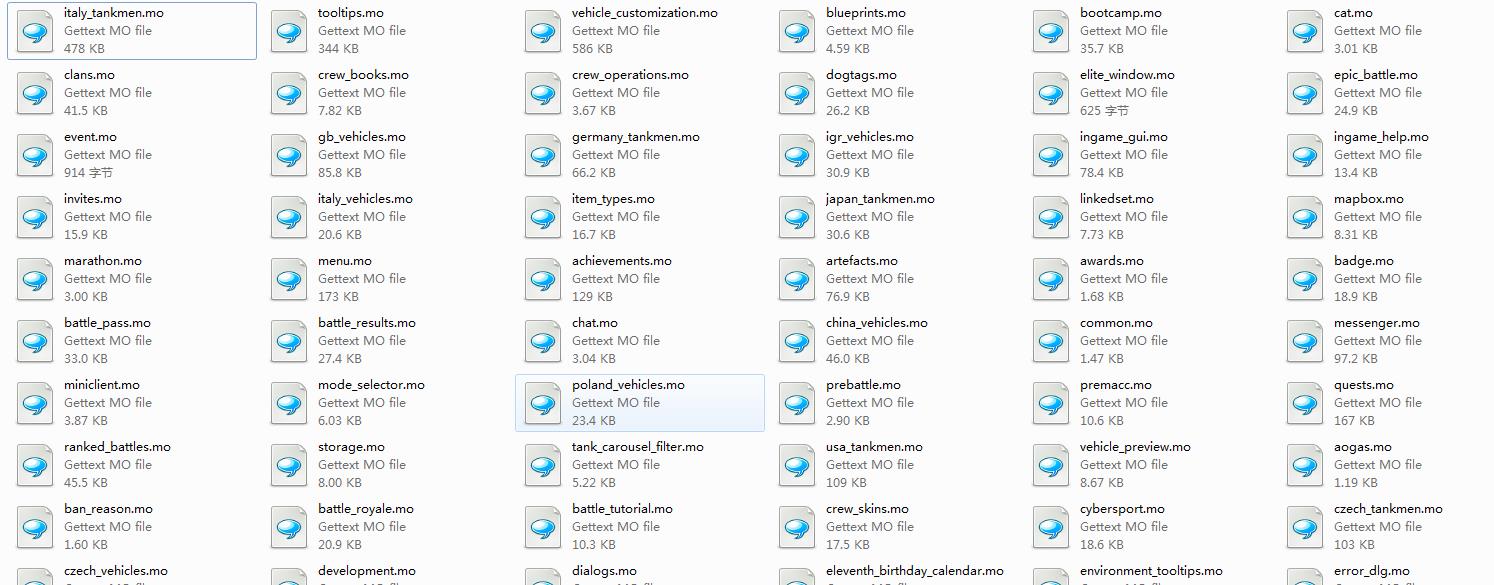 italy_tankmen.mo
Gettext MO file
478 KB
tooltips.mo
Gettext MO file
344 KB
vehicle_customization.mo
Gettext MO file
586 KB
blueprints.mo
Gettext MO file
4.59 KB
bootcamp.mo
Gettext MO file
35.7 KB
cat.mo
Gettext MO file
3.01 KB
clans.mo
Gettext MO file
41.5 KB
crew_books.mo
Gettext MO file
7.82 KB
crew_operations.mo
Gettext MO file
3.67 KB
dogtags.mo
Gettext MO file
26.2 KB
elite_window.mo
Gettext MO file
625 字节
epic_battle.mo
Gettext MO file
24.9 KB
event.mo
Gettext MO file
914 字节
gb_vehicles.mo
Gettext MO file
85.8 KB
germany_tankmen.mo
Gettext MO file
66.2 KB
igr_vehicles.mo
Gettext MO file
30.9 KB
ingame_gui.mo
Gettext MO file
78.4 KB
ingame_help.mo
Gettext MO file
13.4 KB
invites.mo
Gettext MO file
15.9 KB
italy_vehicles.mo
Gettext MO file
20.6 KB
item_types.mo
Gettext MO file
16.7 KB
japan_tankmen.mo
Gettext MO file
30.6 KB
linkedset.mo
Gettext MO file
7.73 KB
mapbox.mo
Gettext MO file
8.31 KB
marathon.mo
Gettext MO file
3.00 KB
menu.mo
Gettext MO file
173 KB
achievements.mo
Gettext MO file
129 KB
artefacts.mo
Gettext MO file
76.9 KB
awards.mo
Gettext MO file
1.68 KB
badge.mo
Gettext MO file
18.9 KB
battle_pass.mo
Gettext MO file
33.0 KB
battle_results.mo
Gettext MO file
27.4 KB
chat.mo
Gettext MO file
3.04 KB
china_vehicles.mo
Gettext MO file
46.0 KB
common.mo
Gettext MO file
1.47 KB
messenger.mo
Gettext MO file
97.2 KB
miniclient.mo
Gettext MO file
3.87 KB
mode_selector.mo
Gettext MO file
6.03 KB
poland_vehicles.mo
Gettext MO file
23.4 KB
prebattle.mo
Gettext MO file
2.90 KB
premacc.mo
Gettext MO file
10.6 KB
quests.mo
Gettext MO file
167 KB
ranked_battles.mo
Gettext MO file
45.5 KB
storage.mo
Gettext MO file
8.00 KB
tank_carousel_filter.mo
Gettext MO file
5.22 KB
usa_tankmen.mo
Gettext MO file
109 KB
vehicle_preview.mo
Gettext MO file
8.67 KB
aogas.mo
Gettext MO file
1.19 KB
ban_reason.mo
Gettext MO file
1.60 KB
battle_royale.mo
Gettext MO file
20.9 KB
battle_tutorial.mo
Gettext MO file
10.3 KB
crew_skins.mo
Gettext MO file
17.5 KB
cybersport.mo
Gettext MO file
18.6 KB
czech_tankmen.mo
Gettext MO file
103 KB
czech_vehicles.mo
development.mo
dialogs.mo
eleventh_birthday_calendar.mo
environment_tooltips.mo
error_dlg.mo